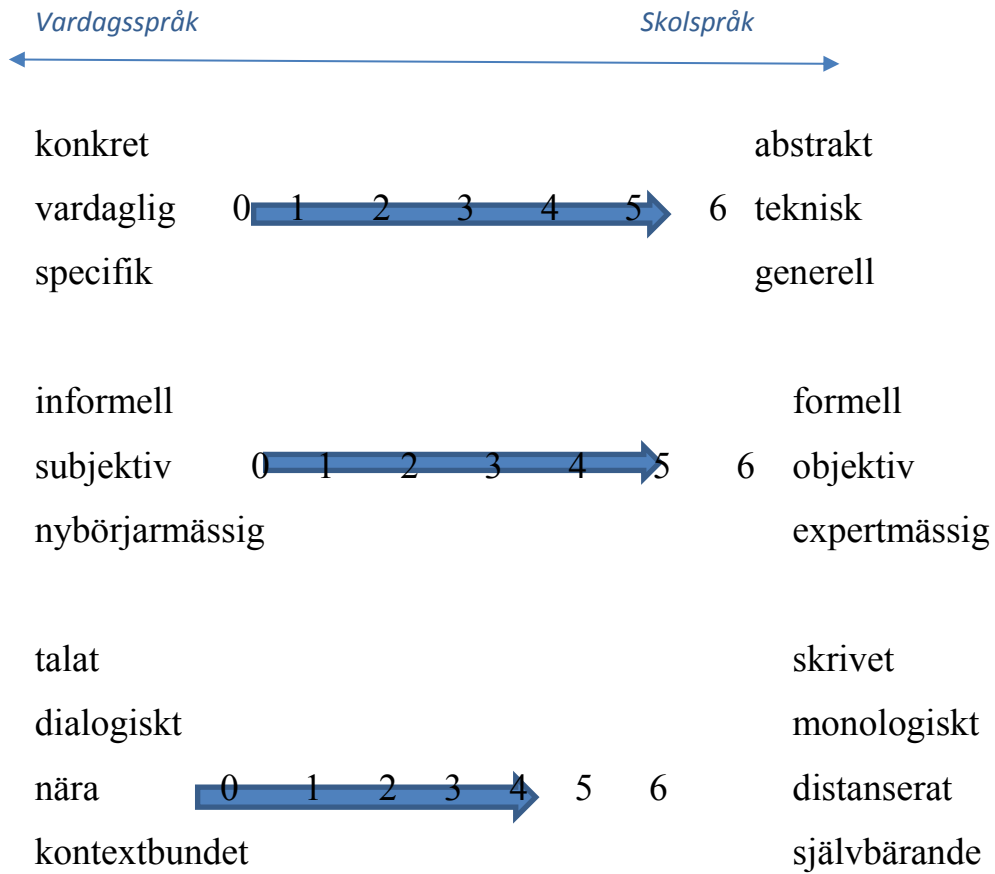 Vardagsspråk Skolspråk
konkret abstrakt
vardaglig 0 1 2 3 4 5 6 teknisk
specifik generell
informell formell
subjektiv 0 1 2 3 4 5 6 objektiv
nybörjarmässig expertmässig
talat skrivet
dialogiskt monologiskt
nära 0 1 2 3 4 5 6 distanserat
kontextbundet självbärande